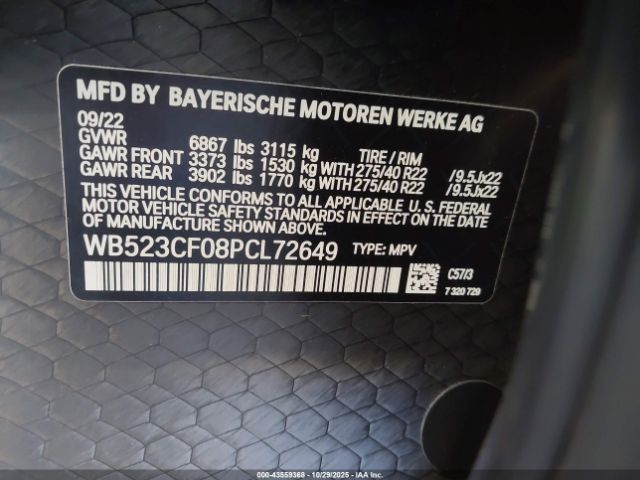 MFD BY BAYERISCHE MOTOREN WERKE AG
09/22
GVWR 6867 lbs 3115 kg TIRE / RIM
GAWR FRONT 3373 lbs 1530 kg WITH 275/40 R22 /9.5Jx22
GAWR REAR 3902 lbs 1770 kg WITH 275/40 R22 /9.5Jx22
THIS VEHICLE CONFORMS TO ALL APPLICABLE U. S. FEDERAL
MOTOR VEHICLE SAFETY STANDARDS IN EFFECT ON THE DATE
OF MANUFACTURE SHOWN ABOVE.
WB523CF08PCL72649 TYPE: MPV
C57/3
7 320 729
000-43559368 - 10/29/2025 - IAA Inc.